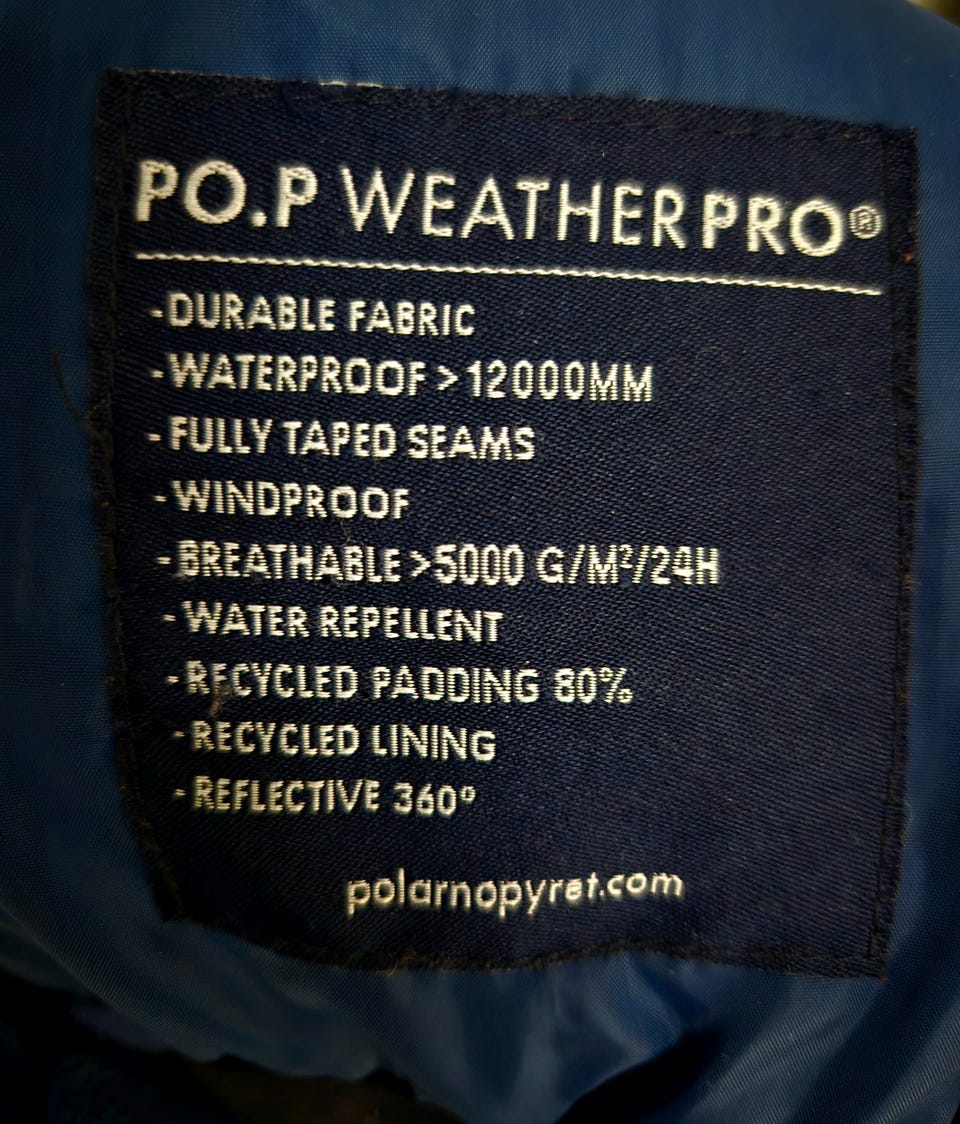 PO.P WEATHERPRO®
-DURABLE FABRIC
-WATERPROOF >12000MM
-FULLY TAPED SEAMS
-WINDPROOF
-BREATHABLE >5000 G/M²/24H
-WATER REPELLENT
-RECYCLED PADDING 80%
-RECYCLED LINING
-REFLECTIVE 360º
polarnopyret.com